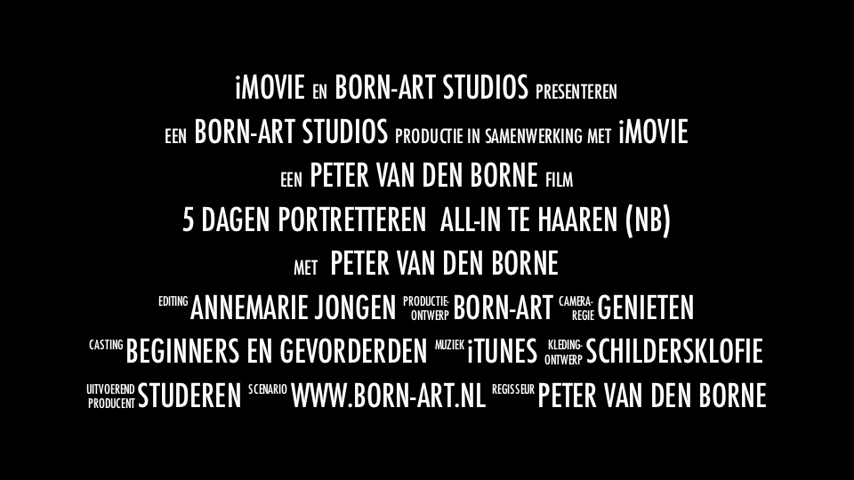 iMOVIE EN BORN-ART STUDIOS PRESENTEREN
EEN BORN-ART STUDIOS PRODUCTIE IN SAMENWERKING MET iMOVIE
EEN PETER VAN DEN BORNE FILM
5 DAGEN PORTRETTEREN ALL-IN TE HAAREN (NB)
MET PETER VAN DEN BORNE
EDITING ANNEMARIE JONGEN PRODUCTIE-ONTWERP BORN-ART CAMERA-REGIE GENIETEN
CASTING BEGINNERS EN GEVORDERDEN MUZIEK iTUNES KLEDING-ONTWERP SCHILDERSKLOFIE
UITVOEREND PRODUCENT STUDEREN SCENARIO WWW.BORN-ART.NL REGISSEUR PETER VAN DEN BORNE